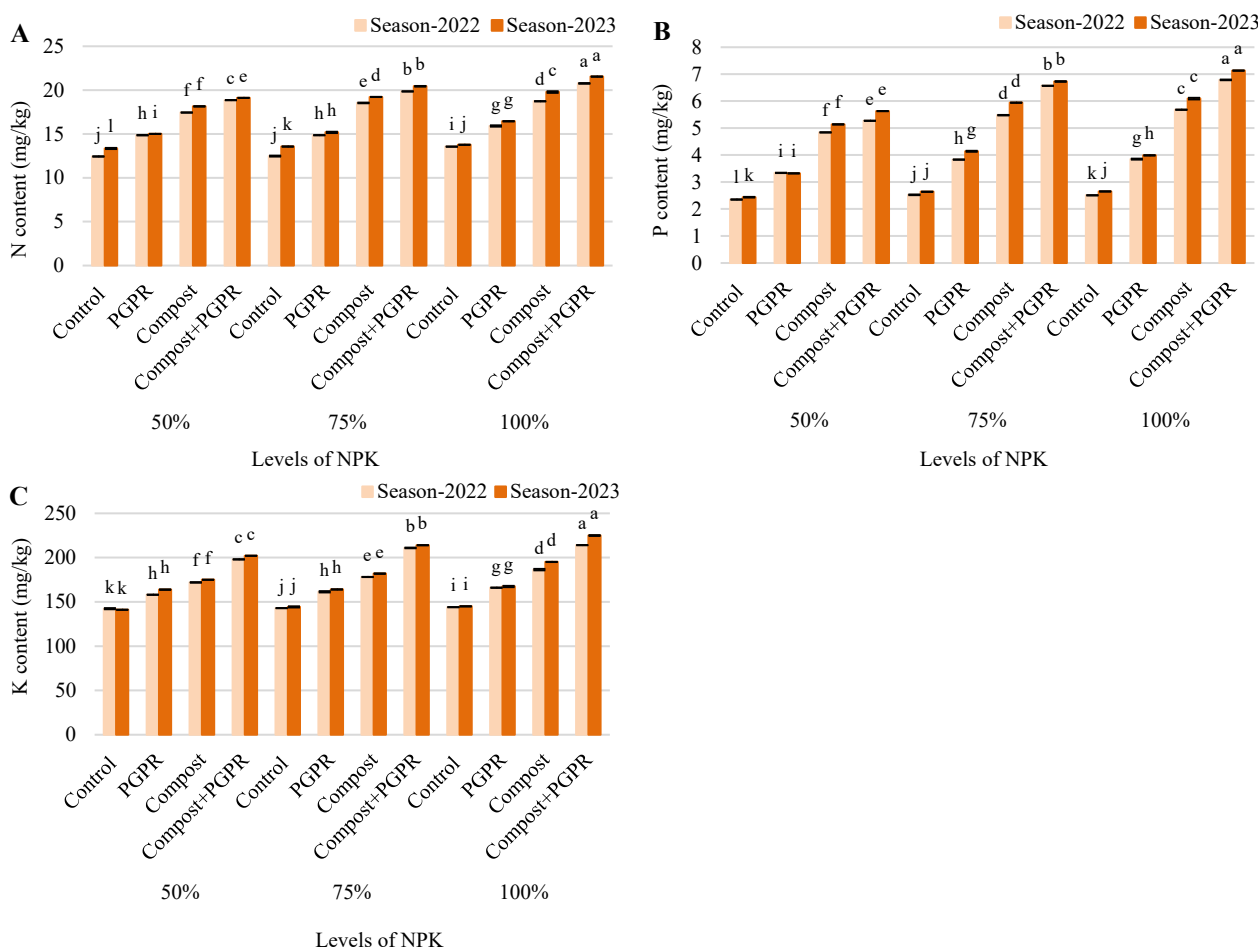 A
Season-2022 Season-2023
N content (mg/kg)
25
20
15
10
5
0
j l h i f f c e j k h h e d b b i j g g d c a a
Control PGPR Compost Compost+PGPR Control PGPR Compost Compost+PGPR Control PGPR Compost Compost+PGPR
50% 75% 100%
Levels of NPK
B
Season-2022 Season-2023
P content (mg/kg)
8
7
6
5
4
3
2
1
0
l k i i f f e e j j h g d d b b k j g h c c a a
Control PGPR Compost Compost+PGPR Control PGPR Compost Compost+PGPR Control PGPR Compost Compost+PGPR
50% 75% 100%
Levels of NPK
C
Season-2022 Season-2023
K content (mg/kg)
250
200
150
100
50
0
k k h h f f c c j j h h e e b b i i g g d d a a
Control PGPR Compost Compost+PGPR Control PGPR Compost Compost+PGPR Control PGPR Compost Compost+PGPR
50% 75% 100%
Levels of NPK